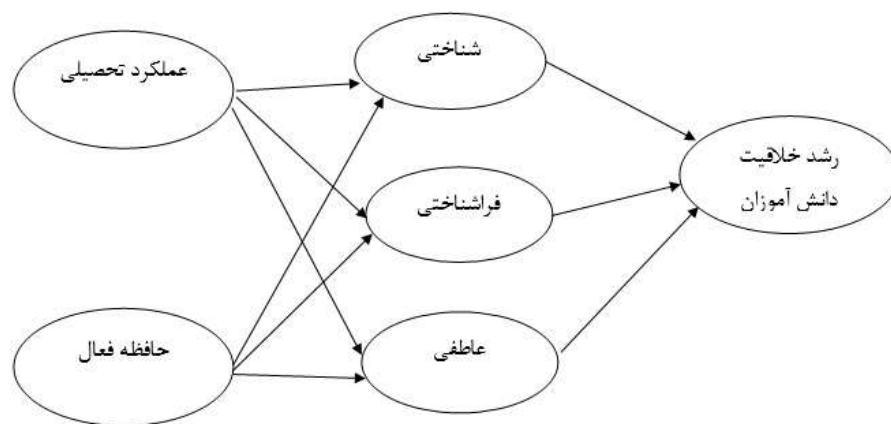 عملکرد تحصیلی
حافظه فعال
شناختی
فراشناختی
عاطفی
رشد خلاقیت
دانش آموزان